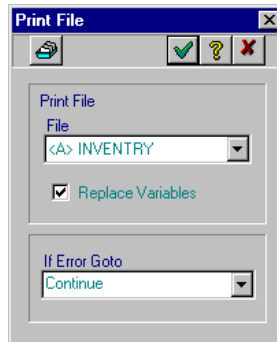 Print File
Print File
File
<A> INVENTRY
Replace Variables
If Error Goto
Continue